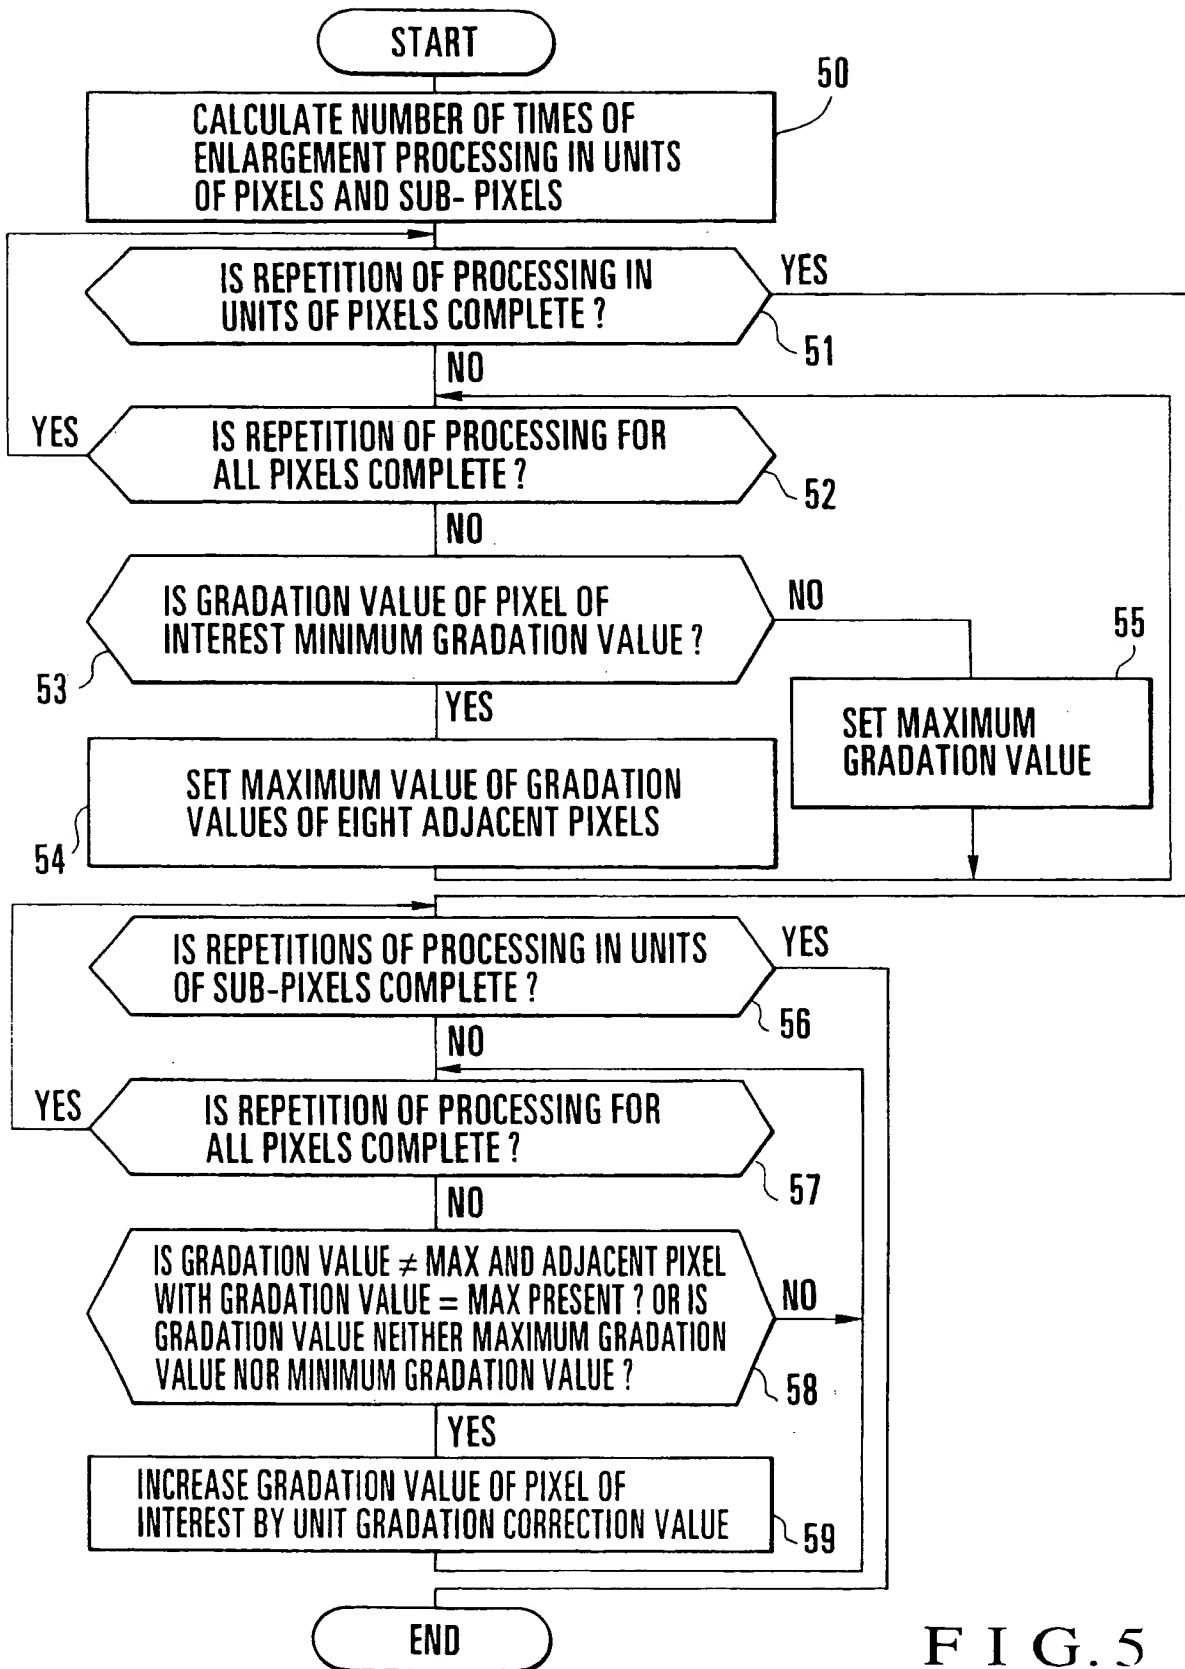 START
50
CALCULATE NUMBER OF TIMES OF
ENLARGEMENT PROCESSING IN UNITS
OF PIXELS AND SUB- PIXELS
IS REPETITION OF PROCESSING IN
UNITS OF PIXELS COMPLETE ?
YES
51
NO
YES
IS REPETITION OF PROCESSING FOR
ALL PIXELS COMPLETE ?
52
NO
IS GRADATION VALUE OF PIXEL OF
INTEREST MINIMUM GRADATION VALUE ?
NO
53
YES
55
SET MAXIMUM
GRADATION VALUE
SET MAXIMUM VALUE OF GRADATION
VALUES OF EIGHT ADJACENT PIXELS
54
IS REPETITIONS OF PROCESSING IN UNITS
OF SUB-PIXELS COMPLETE ?
YES
56
NO
YES
IS REPETITION OF PROCESSING FOR
ALL PIXELS COMPLETE ?
57
NO
IS GRADATION VALUE ≠ MAX AND ADJACENT PIXEL
WITH GRADATION VALUE = MAX PRESENT ? OR IS
GRADATION VALUE NEITHER MAXIMUM GRADATION
VALUE NOR MINIMUM GRADATION VALUE ?
NO
58
YES
INCREASE GRADATION VALUE OF PIXEL OF
INTEREST BY UNIT GRADATION CORRECTION VALUE
59
END
F I G. 5